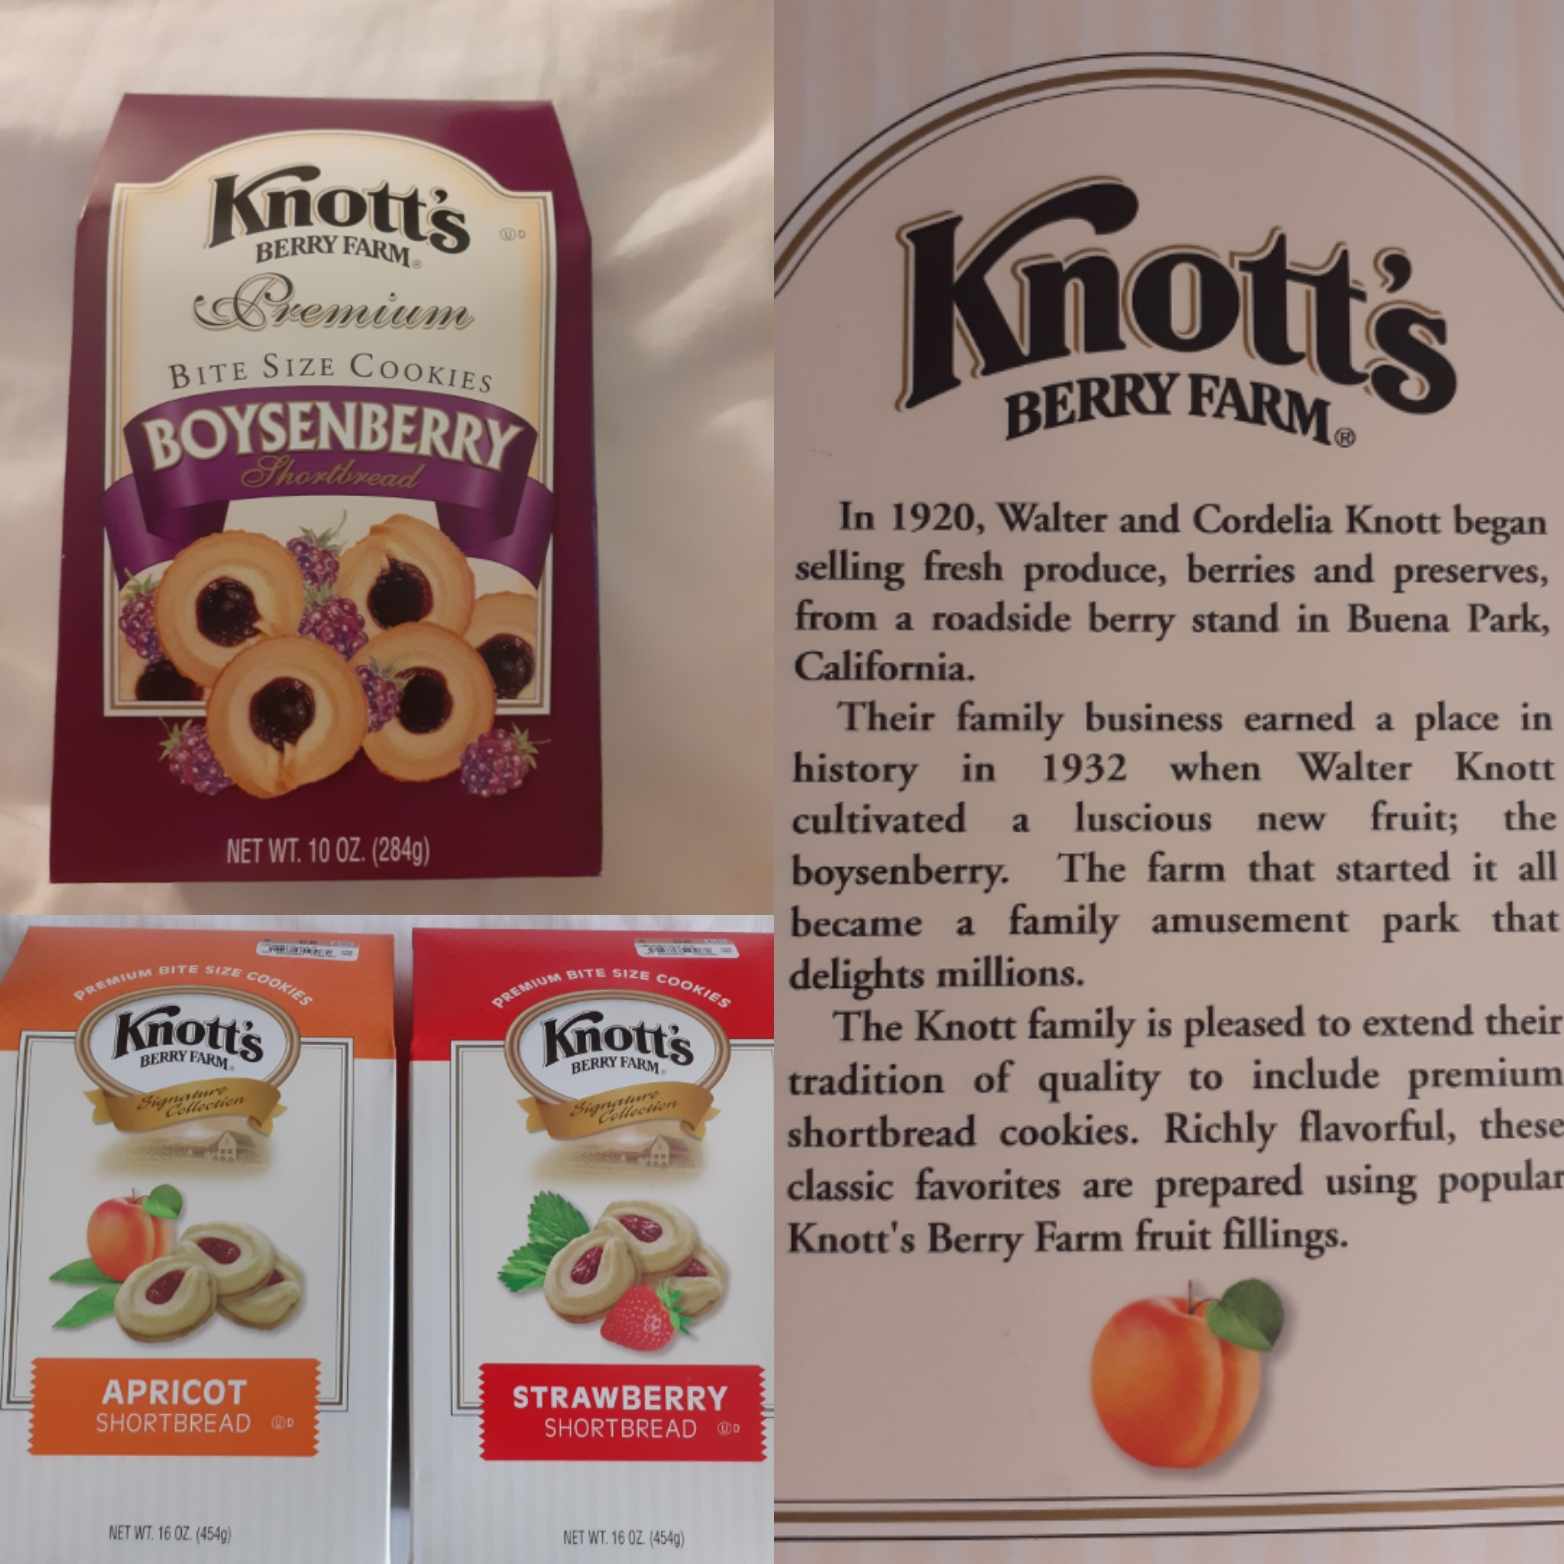 Knott's
BERRY FARM®
Ⓤ D
Premium
BITE SIZE COOKIES
BOYSENBERRY
Shortbread
NET WT. 10 OZ. (284g)
PREMIUM BITE SIZE COOKIES
Knott's
BERRY FARM®
Signature
Collection
APRICOT
SHORTBREAD Ⓤ D
NET WT. 16 OZ. (454g)
PREMIUM BITE SIZE COOKIES
Knott's
BERRY FARM®
Signature
Collection
STRAWBERRY
SHORTBREAD Ⓤ D
NET WT. 16 OZ. (454g)
Knott's
BERRY FARM®
In 1920, Walter and Cordelia Knott began
selling fresh produce, berries and preserves,
from a roadside berry stand in Buena Park,
California.
Their family business earned a place in
history in 1932 when Walter Knott
cultivated a luscious new fruit; the
boysenberry. The farm that started it all
became a family amusement park that
delights millions.
The Knott family is pleased to extend their
tradition of quality to include premium
shortbread cookies. Richly flavorful, these
classic favorites are prepared using popular
Knott's Berry Farm fruit fillings.